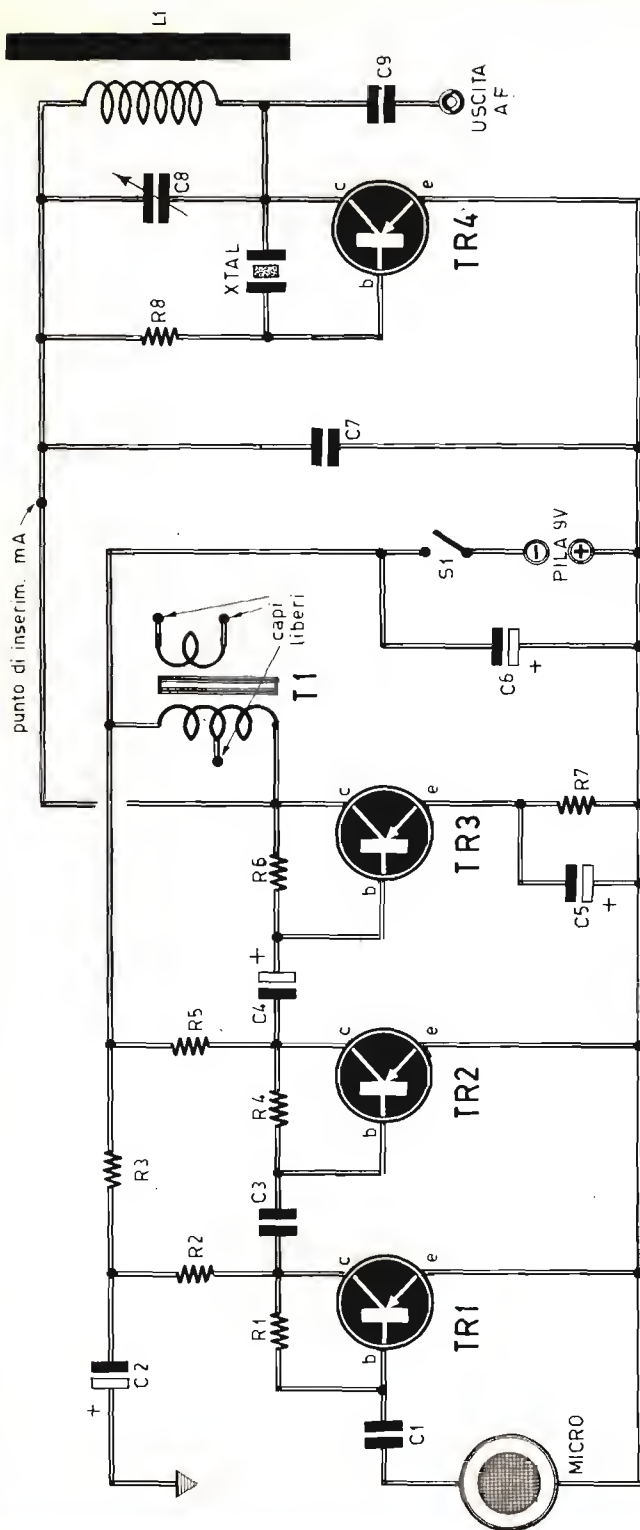 punto di inserim. mA
L1
C8
R8
XTAL
c
b
e
TR4
C9
USCITA
A.F.
C7
capi
liberi
T1
S1
-
PILA 9V
+
C6
+
R3
C2
+
R5
R2
R6
C4
+
R4
C3
R1
c
b
e
TR3
c
b
e
TR2
c
b
e
TR1
C5
+
R7
C1
MICRO